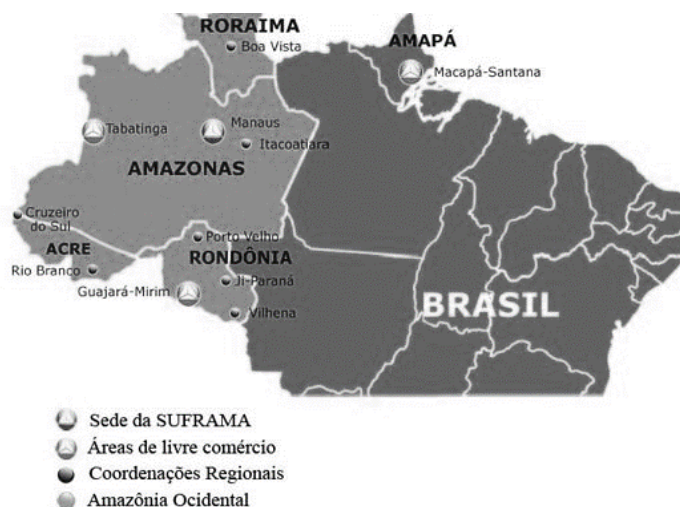 RORAIMA
Boa Vista
AMAPÁ
Macapá-Santana
Tabatinga
Manaus
Itacoatiara
AMAZONAS
Cruzeiro
do Sul
ACRE
Rio Branco
Porto Velho
RONDÔNIA
Ji-Paraná
Guajará-Mirim
Vilhena
BRASIL
Sede da SUFRAMA
Áreas de livre comércio
Coordenações Regionais
Amazônia Ocidental